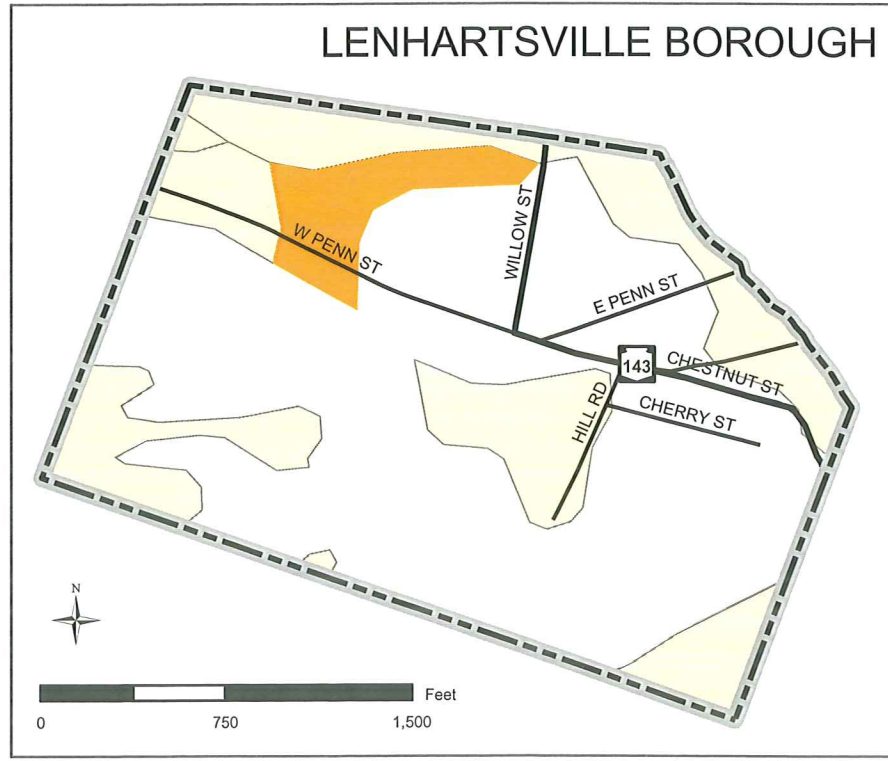 LENHARTSVILLE BOROUGH
W PENN ST
WILLOW ST
E PENN ST
143
CHESTNUT ST
HILL RD
CHERRY ST
N
Feet
0 750 1,500